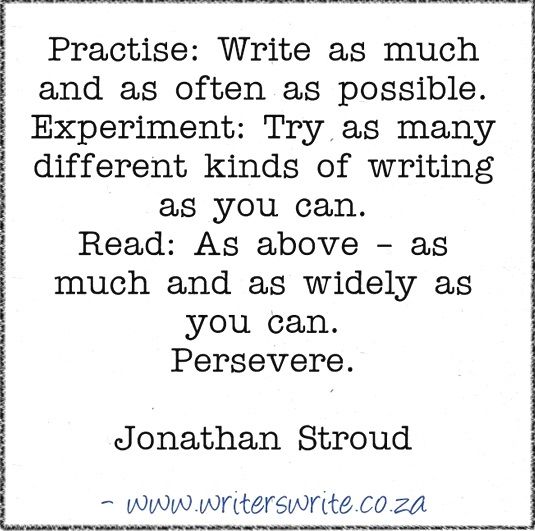 Practise: Write as much
and as often as possible.
Experiment: Try as many
different kinds of writing
as you can.
Read: As above – as
much and as widely as
you can.
Persevere.
Jonathan Stroud
- www.writerswrite.co.za